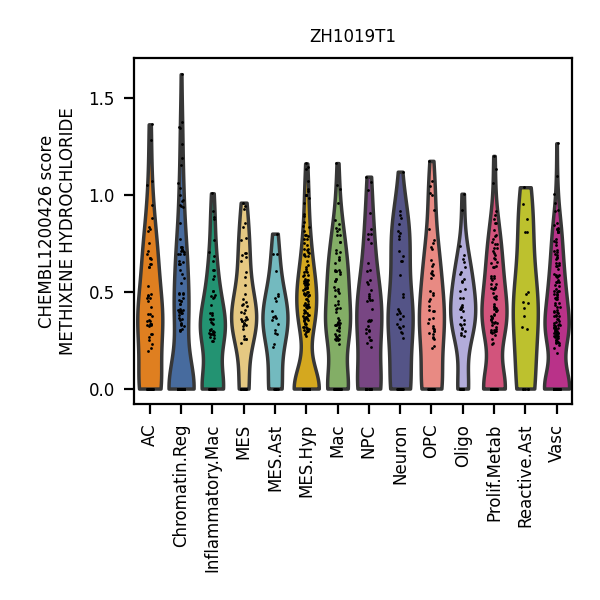 ZH1019T1
CHEMBL1200426 score
METHIXENE HYDROCHLORIDE
1.5
1.0
0.5
0.0
AC
Chromatin.Reg
Inflammatory.Mac
MES
MES.Ast
MES.Hyp
Mac
NPC
Neuron
OPC
Oligo
Prolif.Metab
Reactive.Ast
Vasc